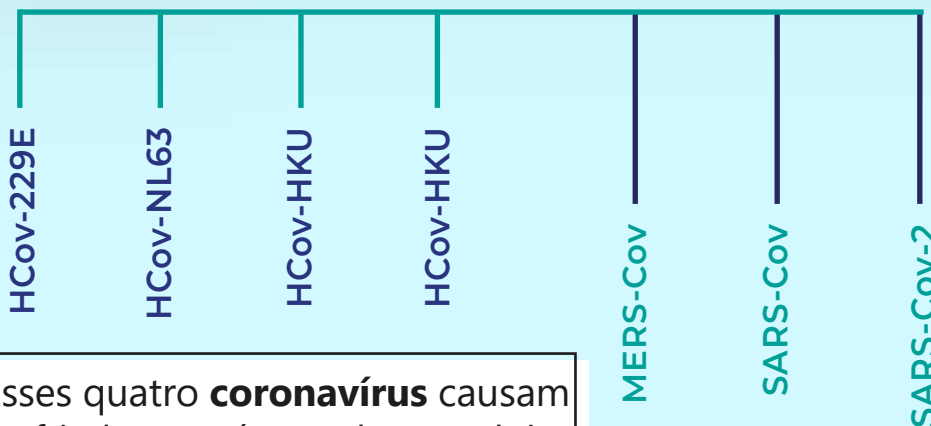 HCov-229E
HCov-NL63
HCov-HKU
HCov-HKU
MERS-Cov
SARS-Cov
SARS-Cov-2
sses quatro coronavírus causam